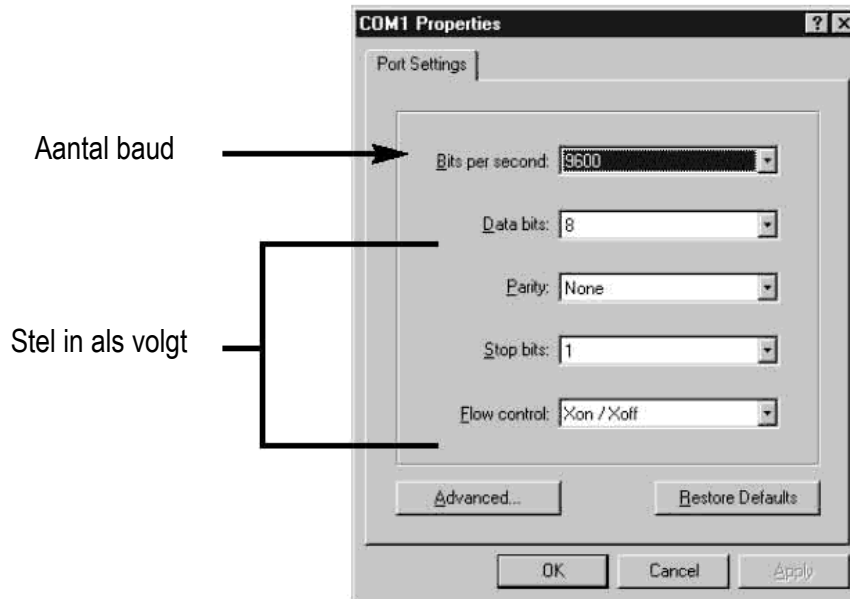 COM1 Properties
Port Settings
Aantal baud
Bits per second: 9600
Data bits: 8
Parity: None
Stel in als volgt
Stop bits: 1
Flow control: Xon / Xoff
Advanced...
Restore Defaults
OK
Cancel
Apply